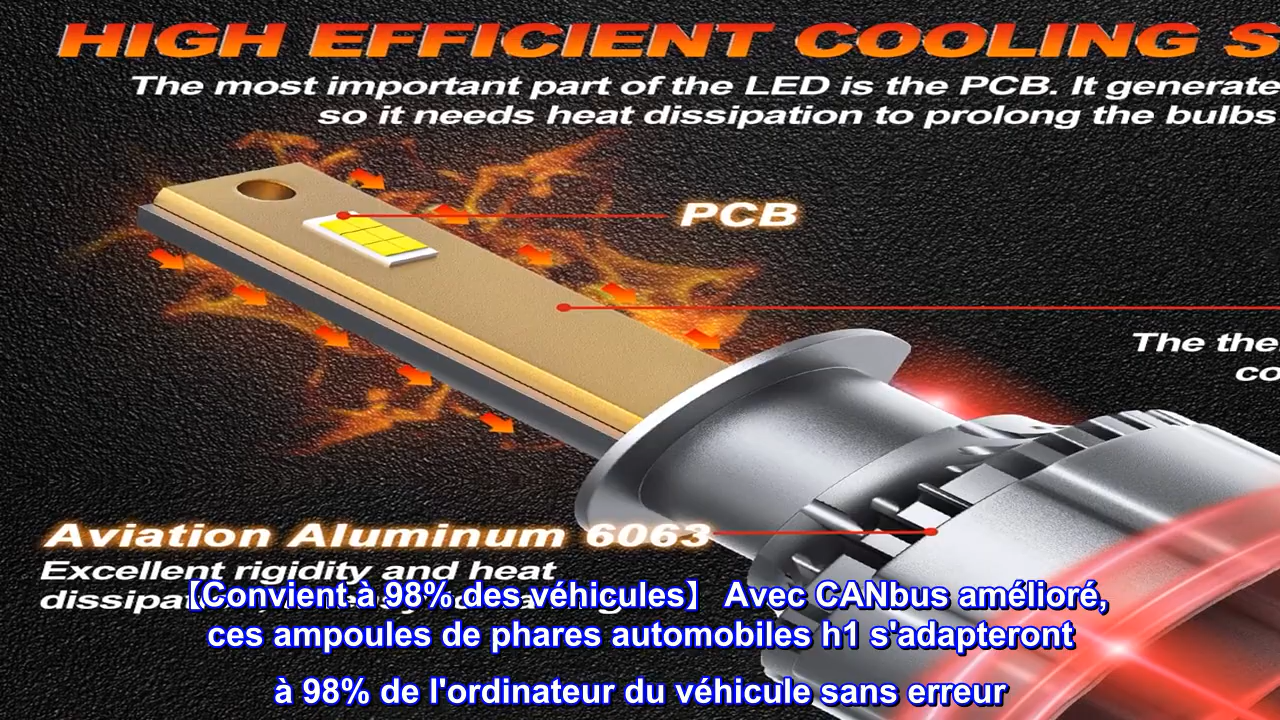 HIGH EFFICIENT COOLING S
The most important part of the LED is the PCB. It generate
so it needs heat dissipation to prolong the bulbs
PCB
The the
co
Aviation Aluminum 6063
Excellent rigidity and heat
【Convient à 98% des véhicules】 Avec CANbus amélioré,
ces ampoules de phares automobiles h1 s'adapteront
à 98% de l'ordinateur du véhicule sans erreur